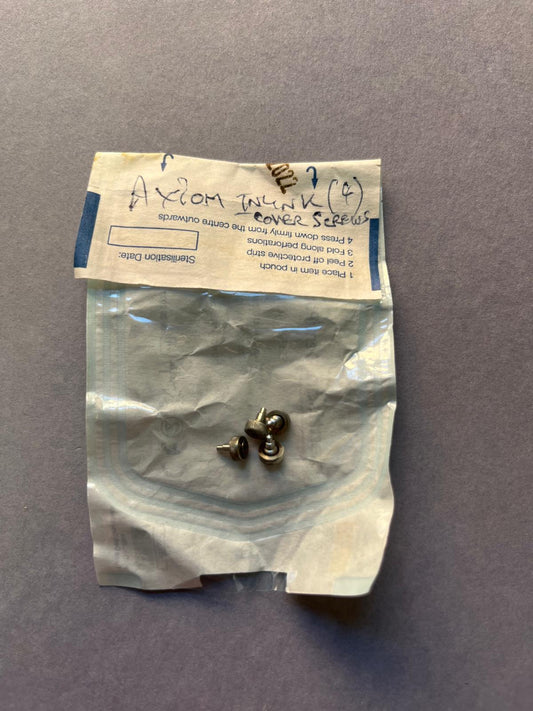 2022
AXIOM INLINK (4)
COVER SCREWS
1 Place item in pouch
2 Peel off protective strip
3 Fold along perforations
4 Press down firmly from the centre outwards
Sterilisation Date: